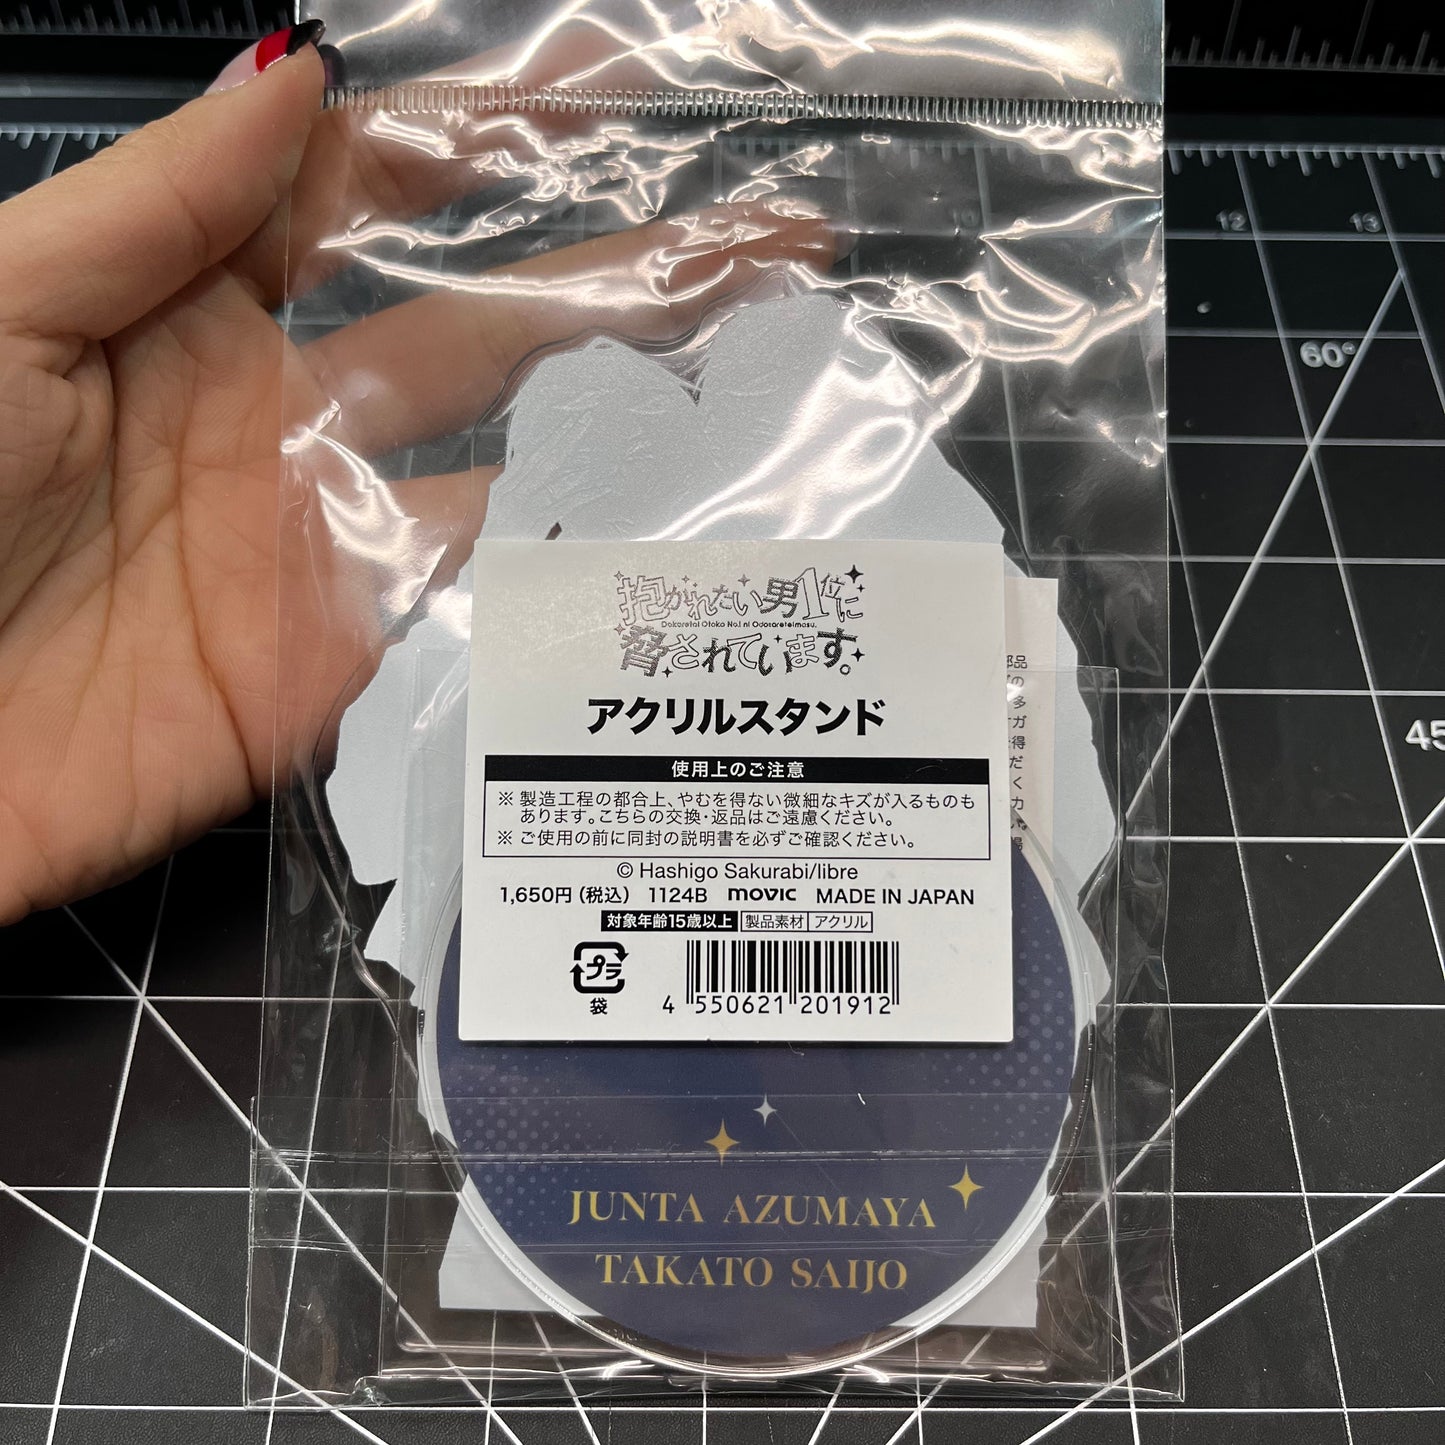 12
13
60°
45
抱かれたい男1位に
Dakaretai Otoko No.1 ni Odosareteimasu.
脅されています。
アクリルスタンド
使用上のご注意
※ 製造工程の都合上、やむを得ない微細なキズが入るものも
あります。こちらの交換・返品はご遠慮ください。
※ ご使用の前に同封の説明書を必ずご確認ください。
© Hashigo Sakurabi/libre
1,650円(税込) 1124B movic MADE IN JAPAN
対象年齢15歳以上 製品素材 アクリル
プラ
袋
4 550621 201912
JUNTA AZUMAYA
TAKATO SAIJO